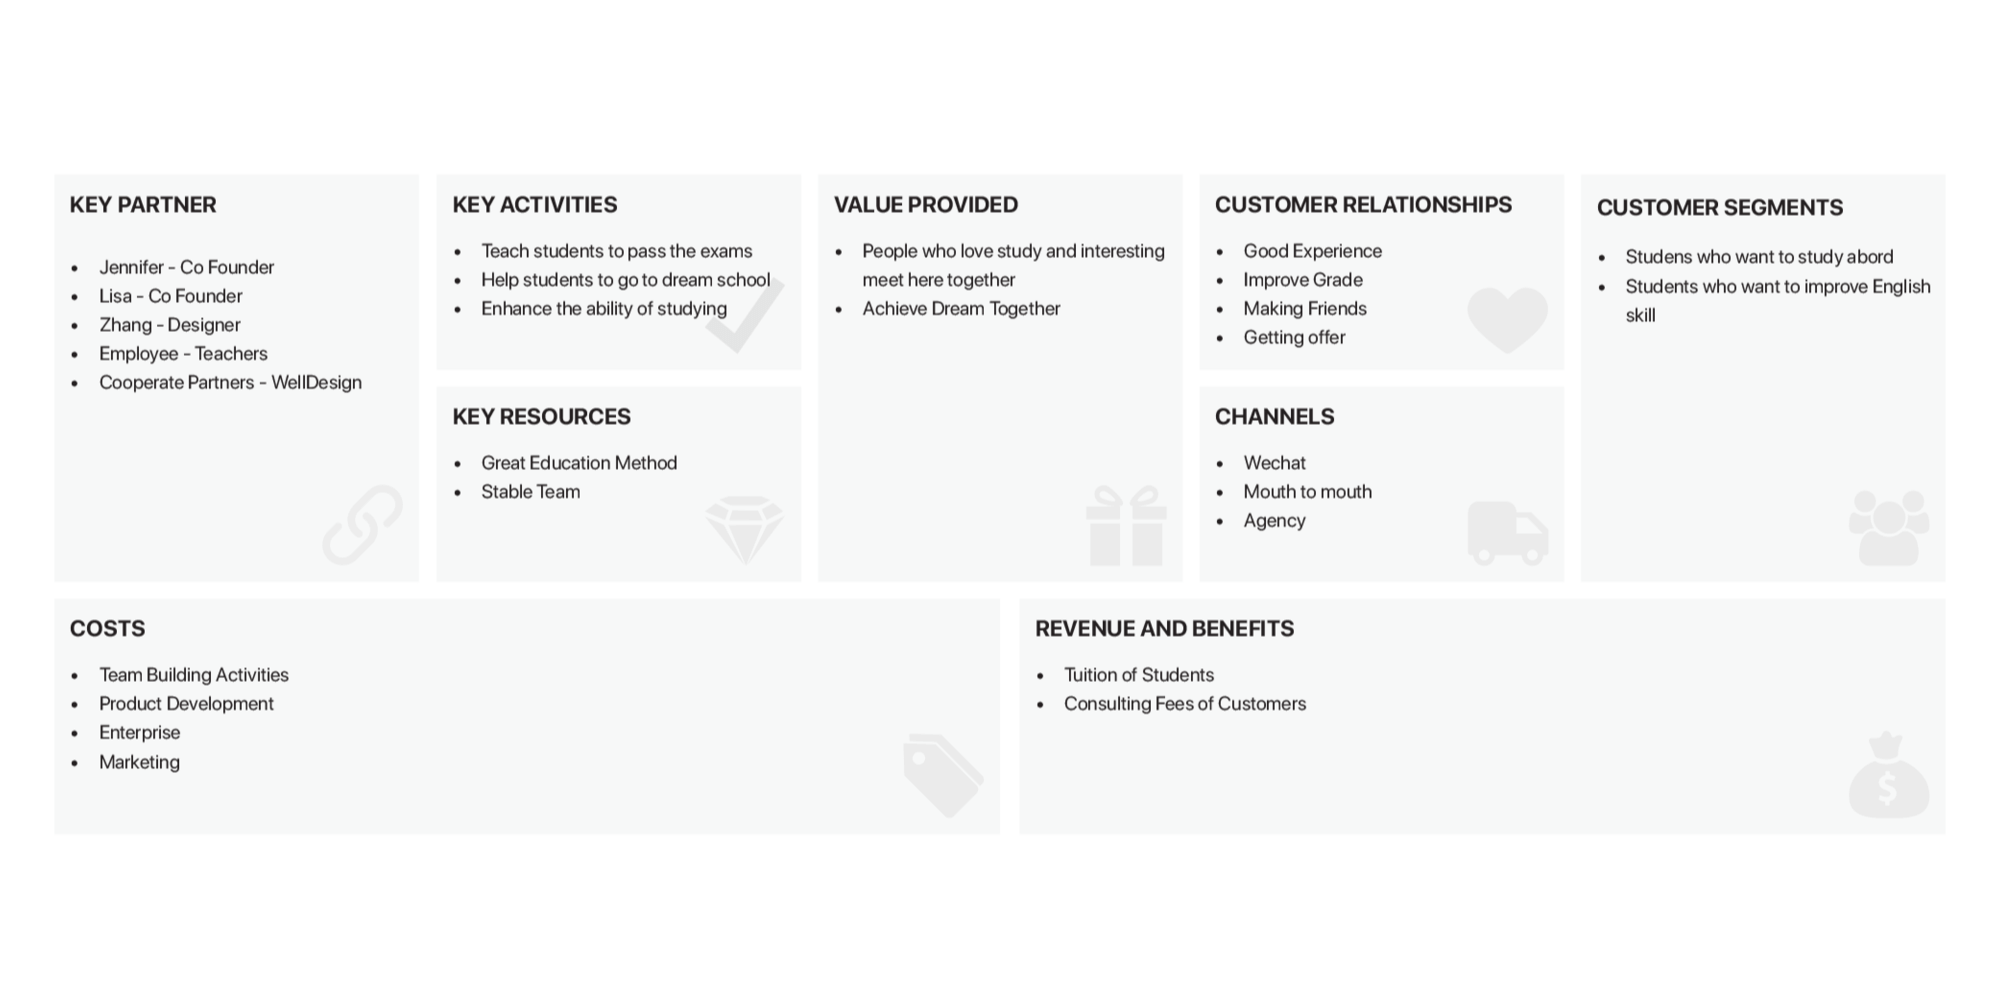 KEY PARTNER
Jennifer - Co Founder
Lisa - Co Founder
Zhang - Designer
Employee - Teachers
Cooperate Partners - WellDesign
KEY ACTIVITIES
Teach students to pass the exams
Help students to go to dream school
Enhance the ability of studying
KEY RESOURCES
Great Education Method
Stable Team
VALUE PROVIDED
People who love study and interesting
meet here together
Achieve Dream Together
CUSTOMER RELATIONSHIPS
Good Experience
Improve Grade
Making Friends
Getting offer
CHANNELS
Wechat
Mouth to mouth
Agency
CUSTOMER SEGMENTS
Studens who want to study abord
Students who want to improve English
skill
COSTS
Team Building Activities
Product Development
Enterprise
Marketing
REVENUE AND BENEFITS
Tuition of Students
Consulting Fees of Customers
$